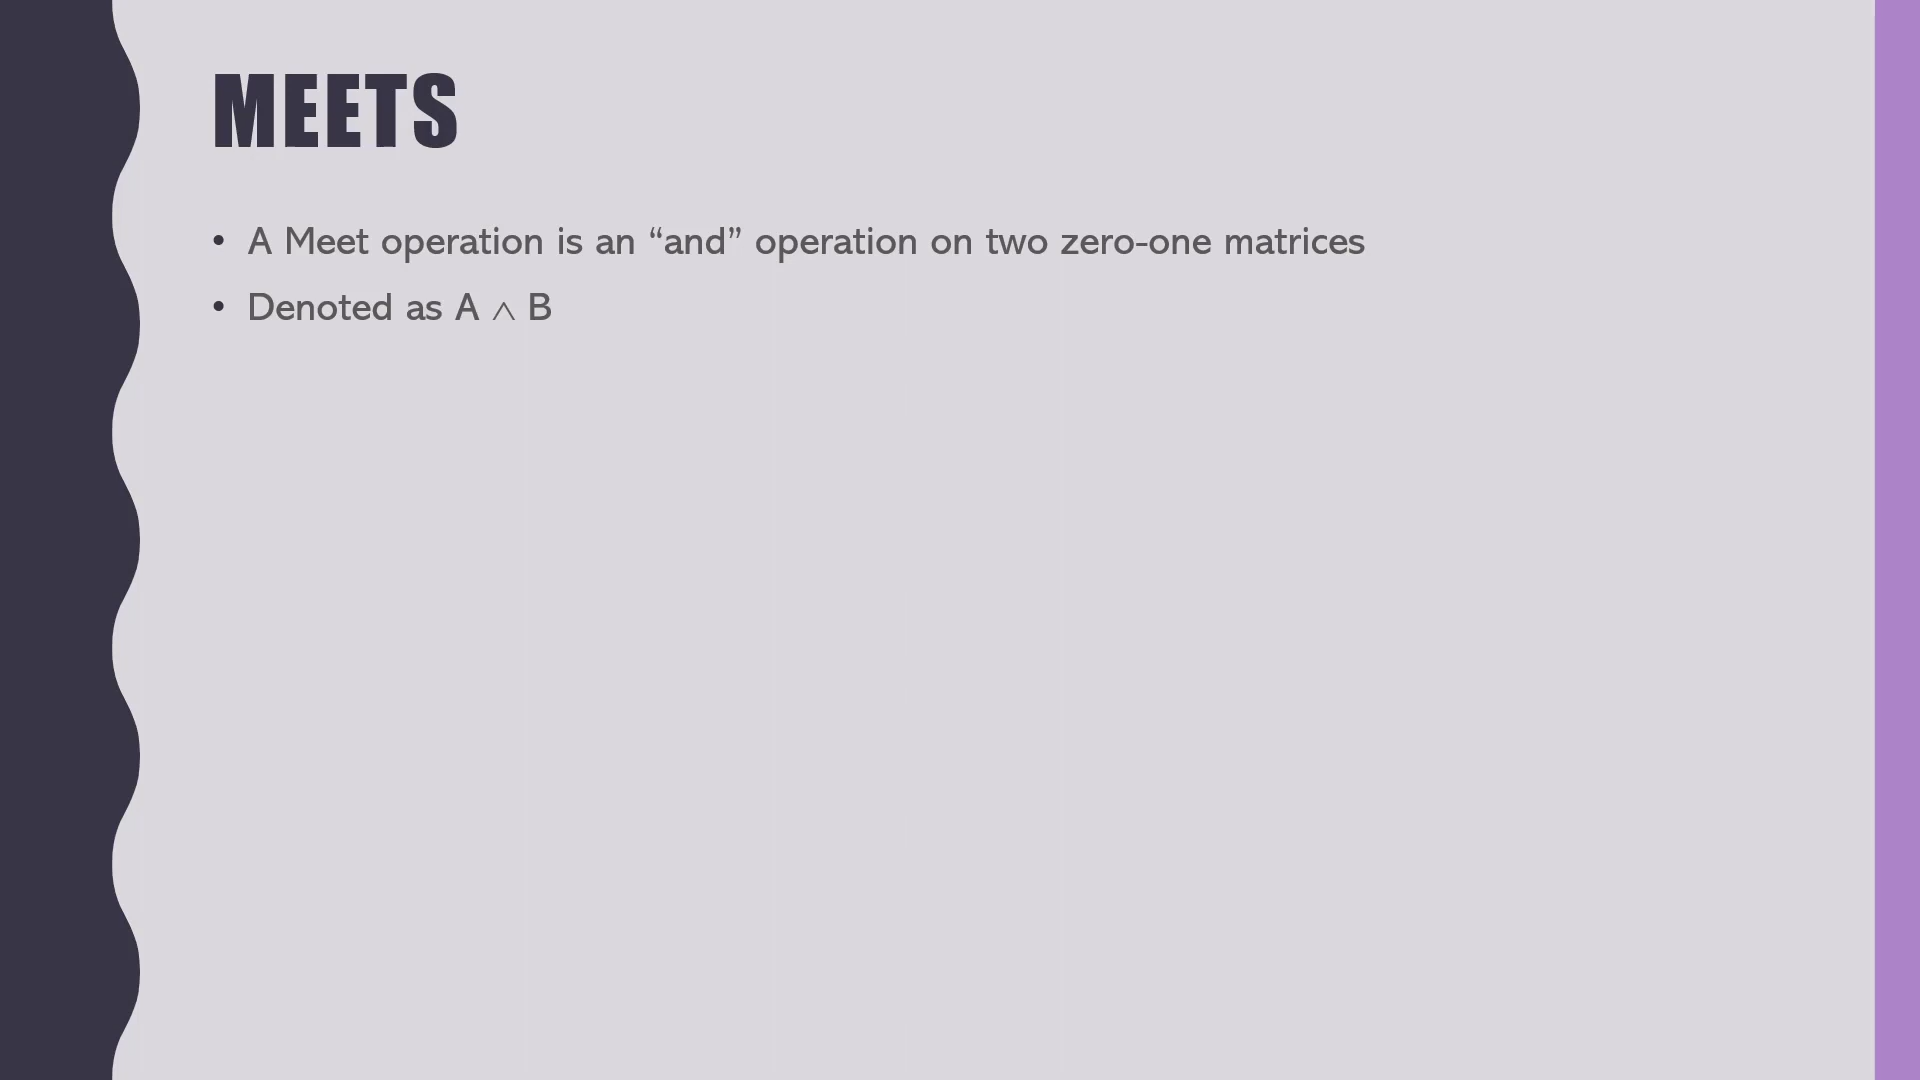 MEETS
• A Meet operation is an “and” operation on two zero-one matrices
• Denoted as A ∧ B